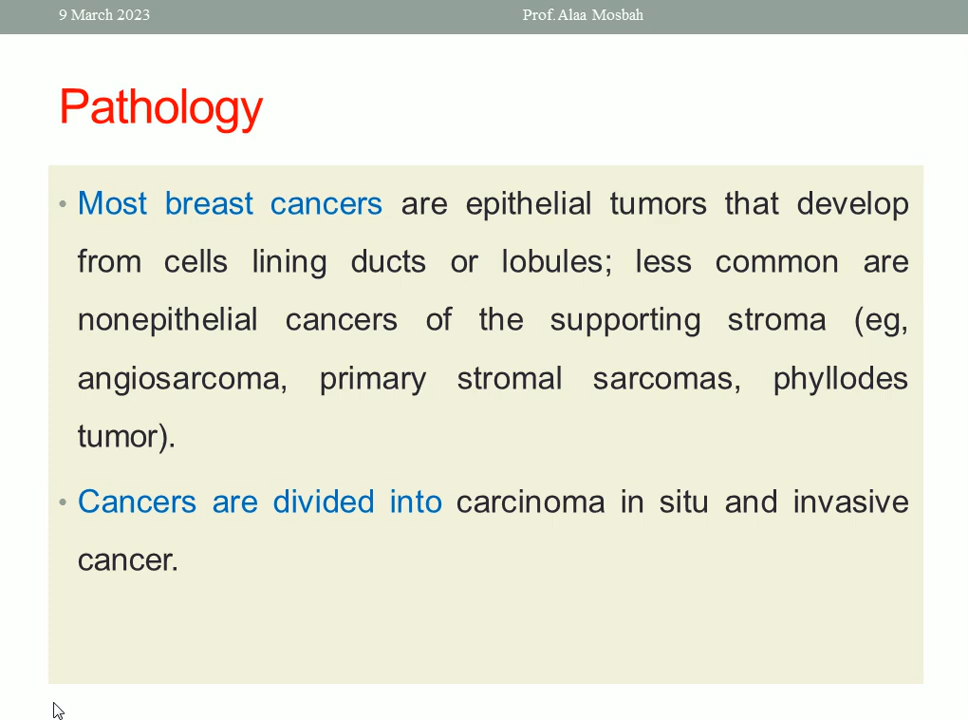 9 March 2023 Prof. Alaa Mosbah
Pathology
• Most breast cancers are epithelial tumors that develop
from cells lining ducts or lobules; less common are
nonepithelial cancers of the supporting stroma (eg,
angiosarcoma, primary stromal sarcomas, phyllodes
tumor).
• Cancers are divided into carcinoma in situ and invasive
cancer.